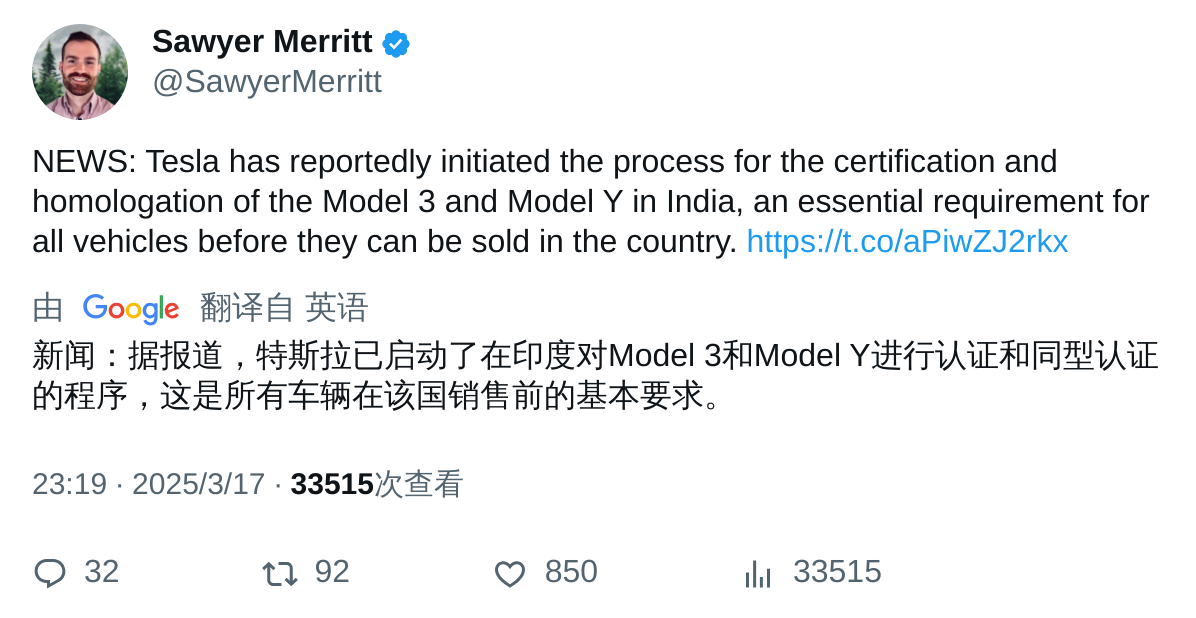 Sawyer Merritt
@SawyerMerritt
NEWS: Tesla has reportedly initiated the process for the certification and
homologation of the Model 3 and Model Y in India, an essential requirement for
all vehicles before they can be sold in the country. https://t.co/aPiwZJ2rkx
由 Google 翻译自 英语
新闻：据报道，特斯拉已启动了在印度对Model 3和Model Y进行认证和同型认证
的程序，这是所有车辆在该国销售前的基本要求。
23:19 · 2025/3/17 · 33515次查看
32 92 850 33515